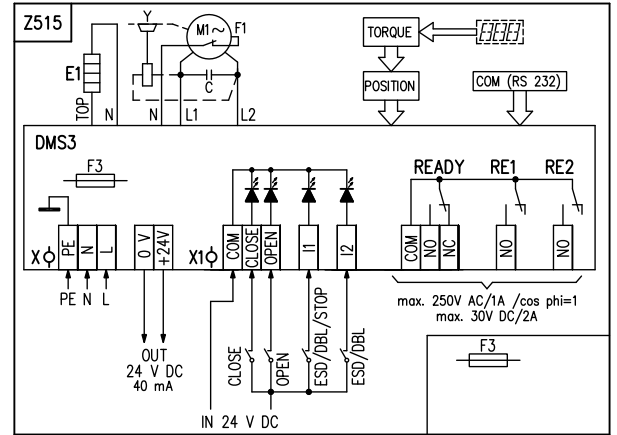 Z515
Y
M1~
F1
E1
C
TOP
N
N
L1
L2
TORQUE
POSITION
COM (RS 232)
DMS3
F3
READY
RE1
RE2
X
PE
N
L
0 V
+24V
X1
COM
CLOSE
OPEN
I1
I2
COM
NO
NC
NO
NO
PE N L
max. 250V AC/1A /cos phi=1
max. 30V DC/2A
OUT
24 V DC
40 mA
CLOSE
OPEN
ESD/DBL/STOP
ESD/DBL
IN 24 V DC
F3